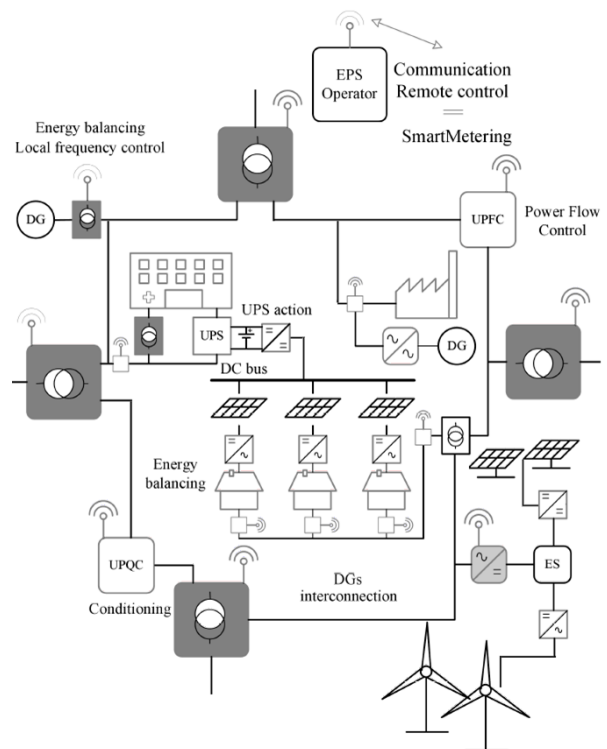 EPS
Operator
Communication
Remote control
SmartMetering
Energy balancing
Local frequency control
DG
UPFC
Power Flow
Control
UPS action
UPS
DG
DC bus
Energy
balancing
UPQC
ES
Conditioning
DGs
interconnection